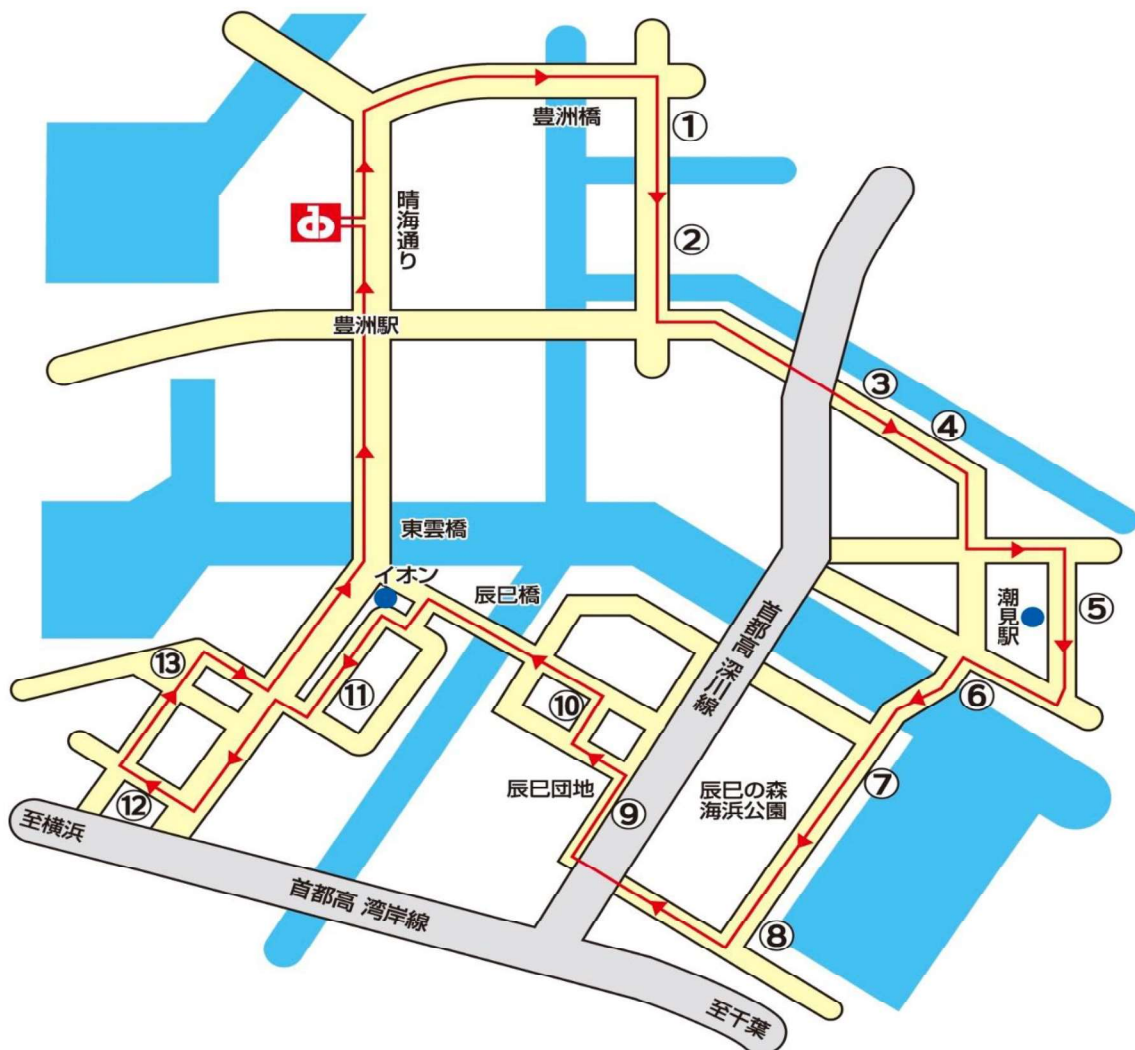 豊洲橋
①
晴海通り
②
豊洲駅
③
④
東雲橋
イオン
辰巳橋
首都高 深川線
潮見駅
⑤
⑬
⑪
⑩
⑥
⑦
辰巳団地
辰巳の森
海浜公園
⑫
⑨
至横浜
首都高 湾岸線
⑧
至千葉